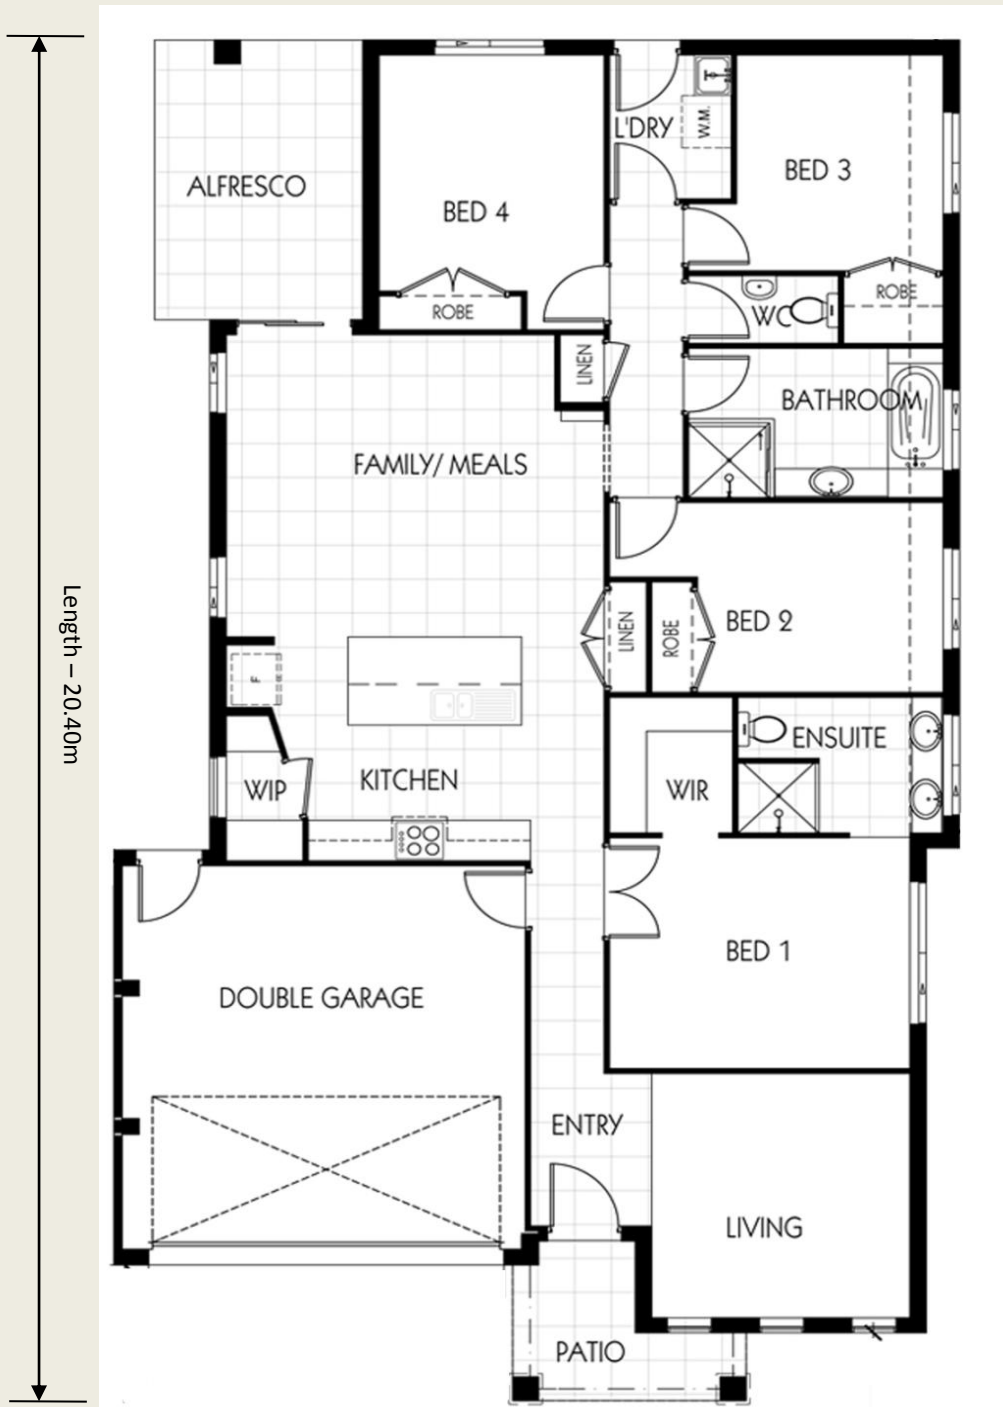 L'DRY
W.M.
BED 3
ALFRESCO
BED 4
ROBE
ROBE
WC
LINEN
BATHROOM
FAMILY/ MEALS
Length – 20.40m
LINEN
ROBE
BED 2
F
ENSUITE
WIP
KITCHEN
WIR
BED 1
DOUBLE GARAGE
ENTRY
LIVING
PATIO